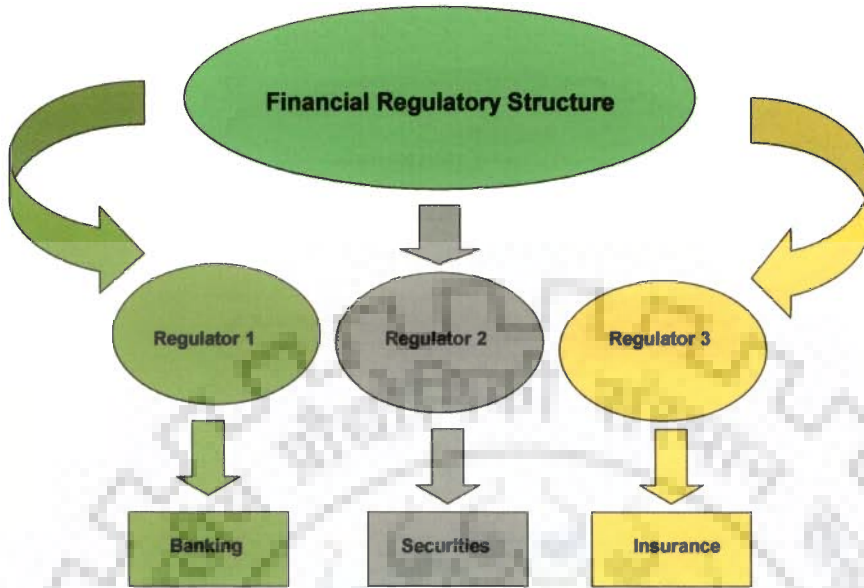 Financial Regulatory Structure
Regulator 1
Regulator 2
Regulator 3
Banking
Securities
Insurance